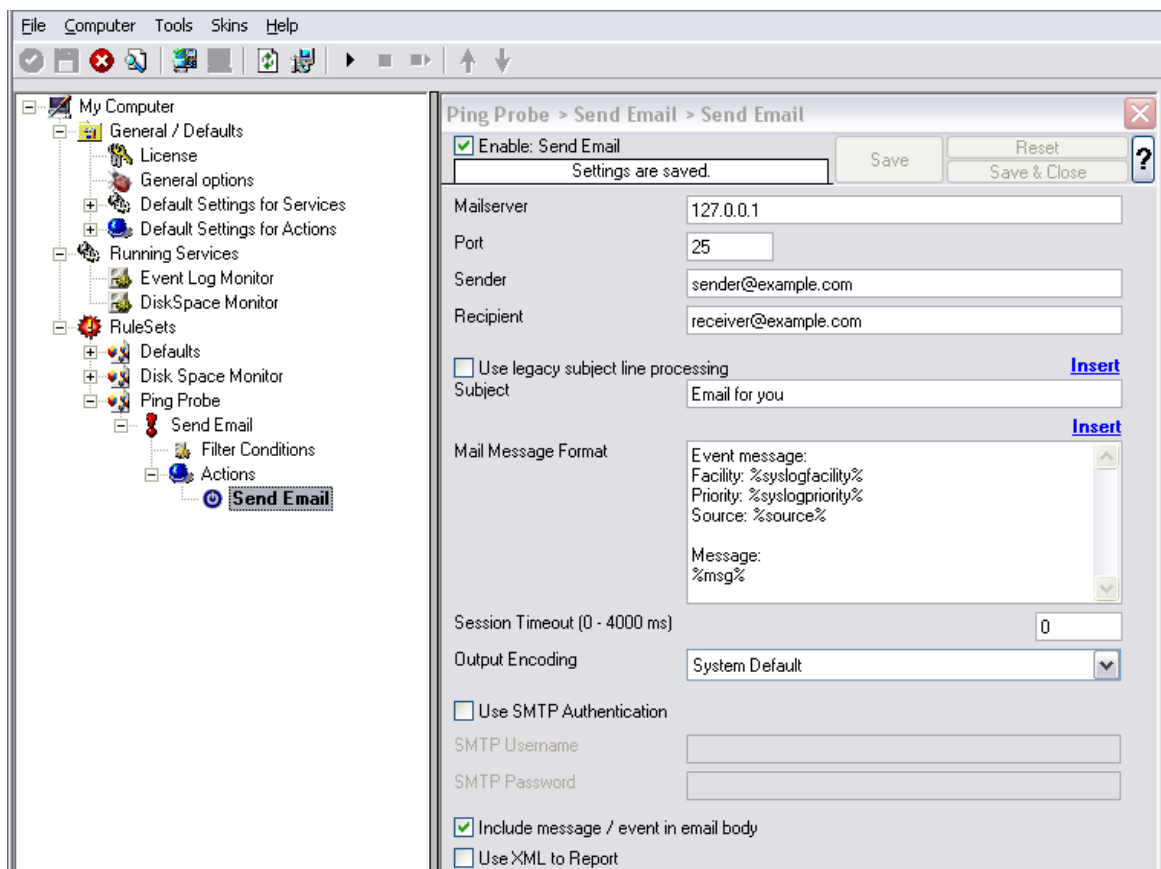 File Computer Tools Skins Help
My Computer
General / Defaults
License
General options
Default Settings for Services
Default Settings for Actions
Running Services
Event Log Monitor
DiskSpace Monitor
RuleSets
Defaults
Disk Space Monitor
Ping Probe
Send Email
Filter Conditions
Actions
Send Email
Ping Probe > Send Email > Send Email
Enable: Send Email
Settings are saved.
Save
Reset
Save & Close
?
Mailserver 127.0.0.1
Port 25
Sender sender@example.com
Recipient receiver@example.com
Use legacy subject line processing Insert
Subject Email for you
Insert
Mail Message Format
Event message:
Facility: %syslogfacility%
Priority: %syslogpriority%
Source: %source%
Message:
%msg%
Session Timeout (0 - 4000 ms) 0
Output Encoding System Default
Use SMTP Authentication
SMTP Username
SMTP Password
Include message / event in email body
Use XML to Report